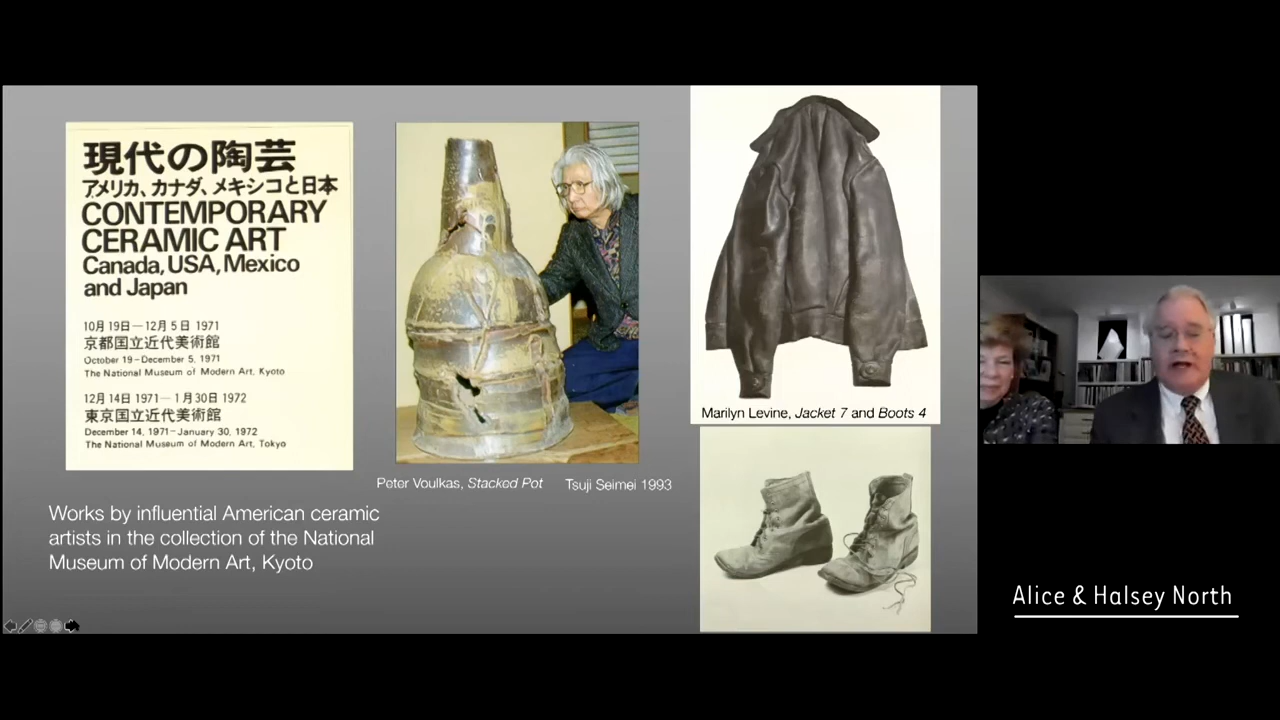 現代の陶芸
アメリカ、カナダ、メキシコと日本
CONTEMPORARY
CERAMIC ART
Canada, USA, Mexico
and Japan
10月19日—12月5日 1971
京都国立近代美術館
October 19–December 5, 1971
The National Museum of Modern Art, Kyoto
12月14日 1971—1月30日 1972
東京国立近代美術館
December 14, 1971–January 30, 1972
The National Museum of Modern Art, Tokyo
Peter Voulkas, Stacked Pot
Tsuji Seimei 1993
Marilyn Levine, Jacket 7 and Boots 4
Works by influential American ceramic
artists in the collection of the National
Museum of Modern Art, Kyoto
Alice & Halsey North